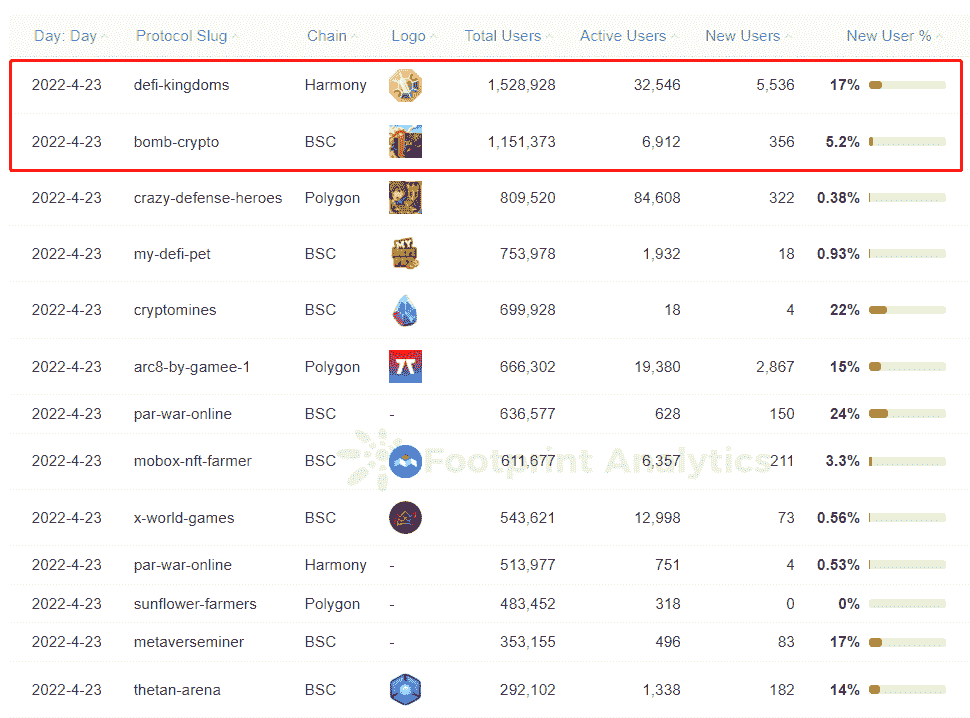 Day: Day Protocol Slug Chain Logo Total Users Active Users New Users New User %
2022-4-23 defi-kingdoms Harmony 1,528,928 32,546 5,536 17%
2022-4-23 bomb-crypto BSC 1,151,373 6,912 356 5.2%
2022-4-23 crazy-defense-heroes Polygon 809,520 84,608 322 0.38%
2022-4-23 my-defi-pet BSC 753,978 1,932 18 0.93%
2022-4-23 cryptomines BSC 699,928 18 4 22%
2022-4-23 arc8-by-gamee-1 Polygon 666,302 19,380 2,867 15%
2022-4-23 par-war-online BSC - 636,577 628 150 24%
2022-4-23 mobox-nft-farmer BSC 611,677 6,357 211 3.3%
Footprint Analytics
2022-4-23 x-world-games BSC 543,621 12,998 73 0.56%
2022-4-23 par-war-online Harmony - 513,977 751 4 0.53%
2022-4-23 sunflower-farmers Polygon - 483,452 318 0 0%
2022-4-23 metaverseminer BSC - 353,155 496 83 17%
2022-4-23 thetan-arena BSC 292,102 1,338 182 14%